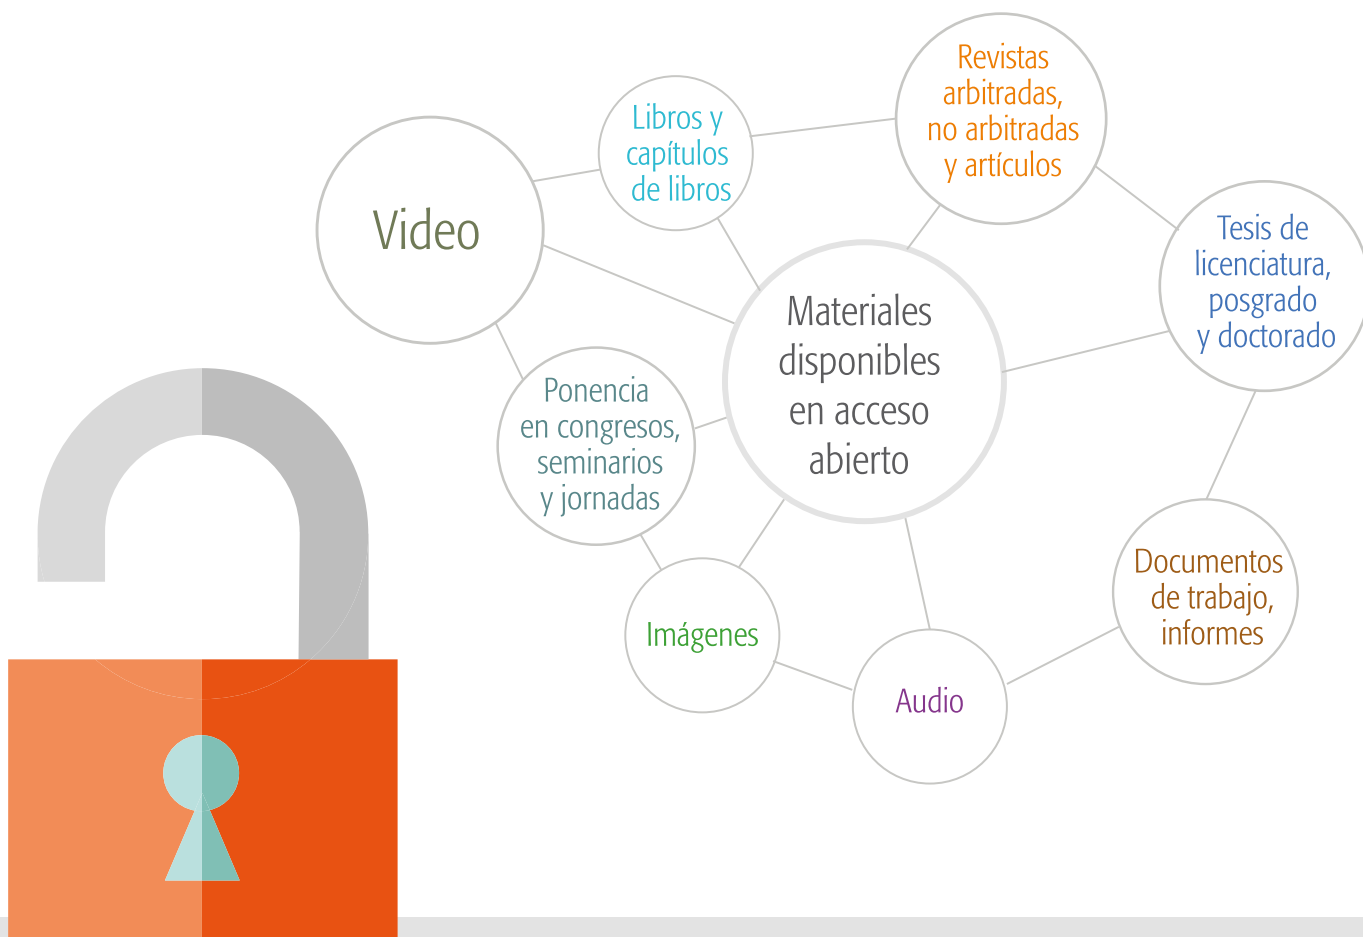 Revistas
arbitradas,
no arbitradas
y artículos
Libros y
capítulos
de libros
Video
Tesis de
licenciatura,
posgrado
y doctorado
Materiales
disponibles
en acceso
abierto
Ponencia
en congresos,
seminarios
y jornadas
Documentos
de trabajo,
informes
Imágenes
Audio